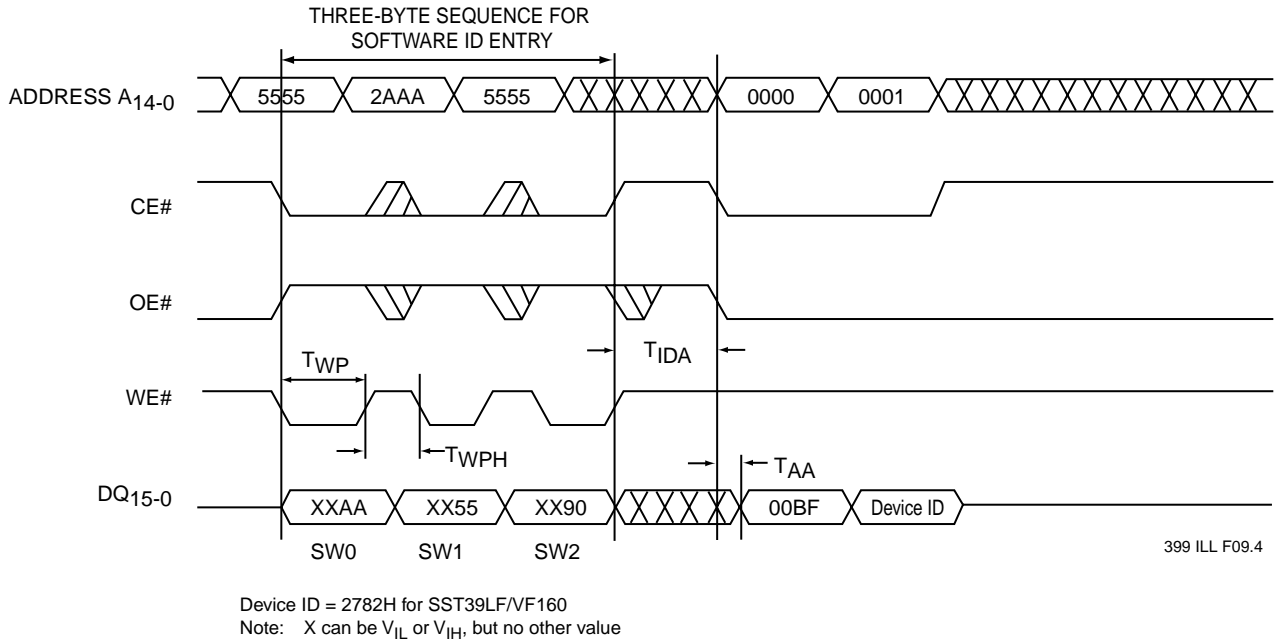 THREE-BYTE SEQUENCE FOR
SOFTWARE ID ENTRY
ADDRESS A14-0
5555 2AAA 5555 0000 0001
CE#
OE#
TIDA
TWP
WE#
TWPH
TAA
DQ15-0
XXAA XX55 XX90 00BF Device ID
SW0 SW1 SW2
399 ILL F09.4
Device ID = 2782H for SST39LF/VF160
Note: X can be VIL or VIH, but no other value